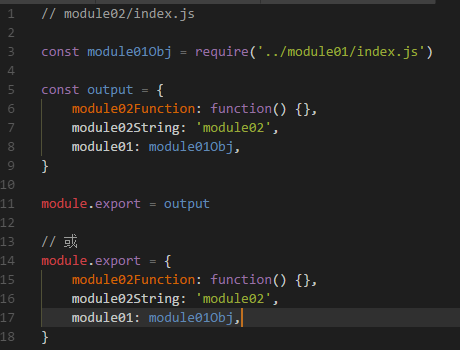 1 // module02/index.js
2
3 const module01Obj = require('../module01/index.js')
4
5 const output = {
6     module02Function: function() {},
7     module02String: 'module02',
8     module01: module01Obj,
9 }
10
11 module.export = output
12
13 // 或
14 module.export = {
15     module02Function: function() {},
16     module02String: 'module02',
17     module01: module01Obj,
18 }